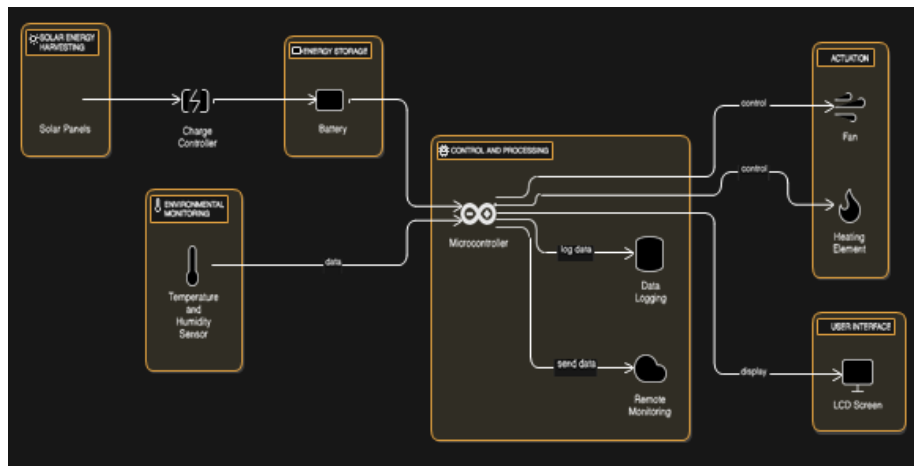 SOLAR ENERGY
HARVESTING
Solar Panels
Charge
Controller
ENERGY STORAGE
Battery
ENVIRONMENTAL
MONITORING
Temperature
and
Humidity
Sensor
data
CONTROL AND PROCESSING
Microcontroller
log data
Data
Logging
send data
Remote
Monitoring
control
control
display
ACTUATION
Fan
Heating
Element
USER INTERFACE
LCD Screen